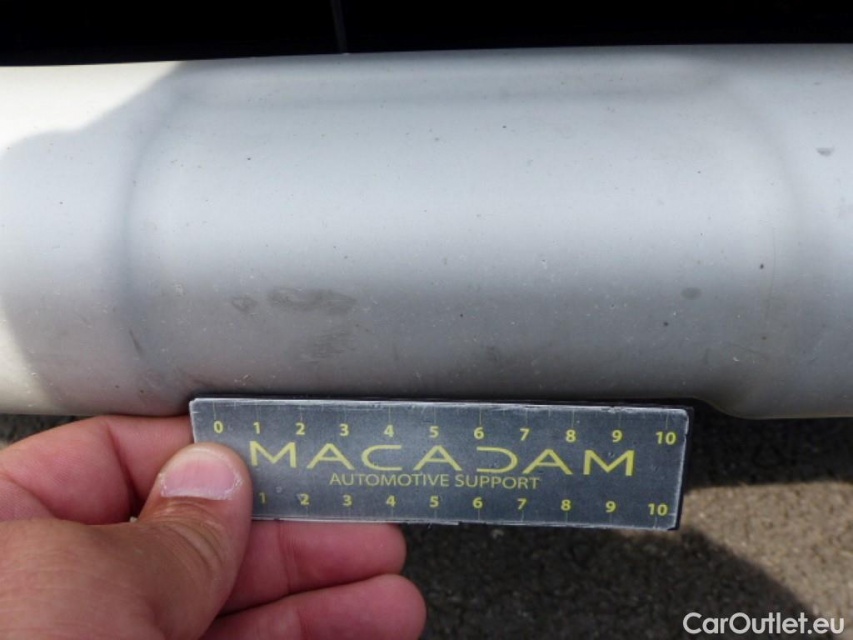 0 1 2 3 4 5 6 7 8 9 10
MACADAM
AUTOMOTIVE SUPPORT
1 2 3 4 5 6 7 8 9 10
CarOutlet.eu